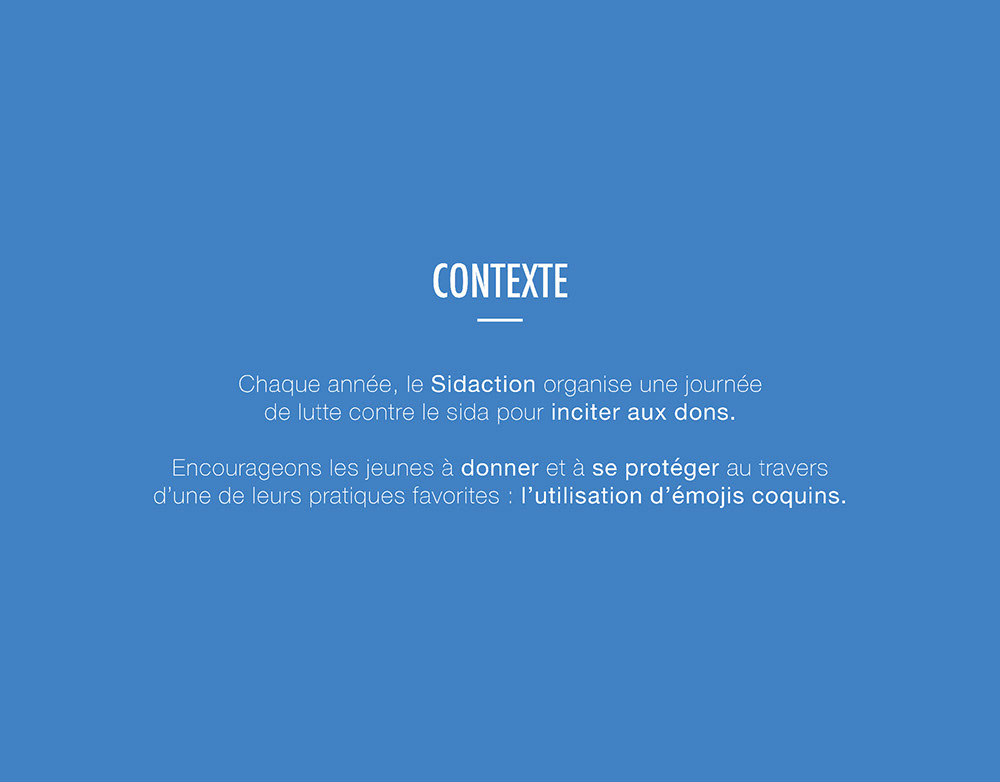 CONTEXTE
Chaque année, le Sidaction organise une journée
de lutte contre le sida pour inciter aux dons.
Encourageons les jeunes à donner et à se protéger au travers
d’une de leurs pratiques favorites : l’utilisation d’émojis coquins.